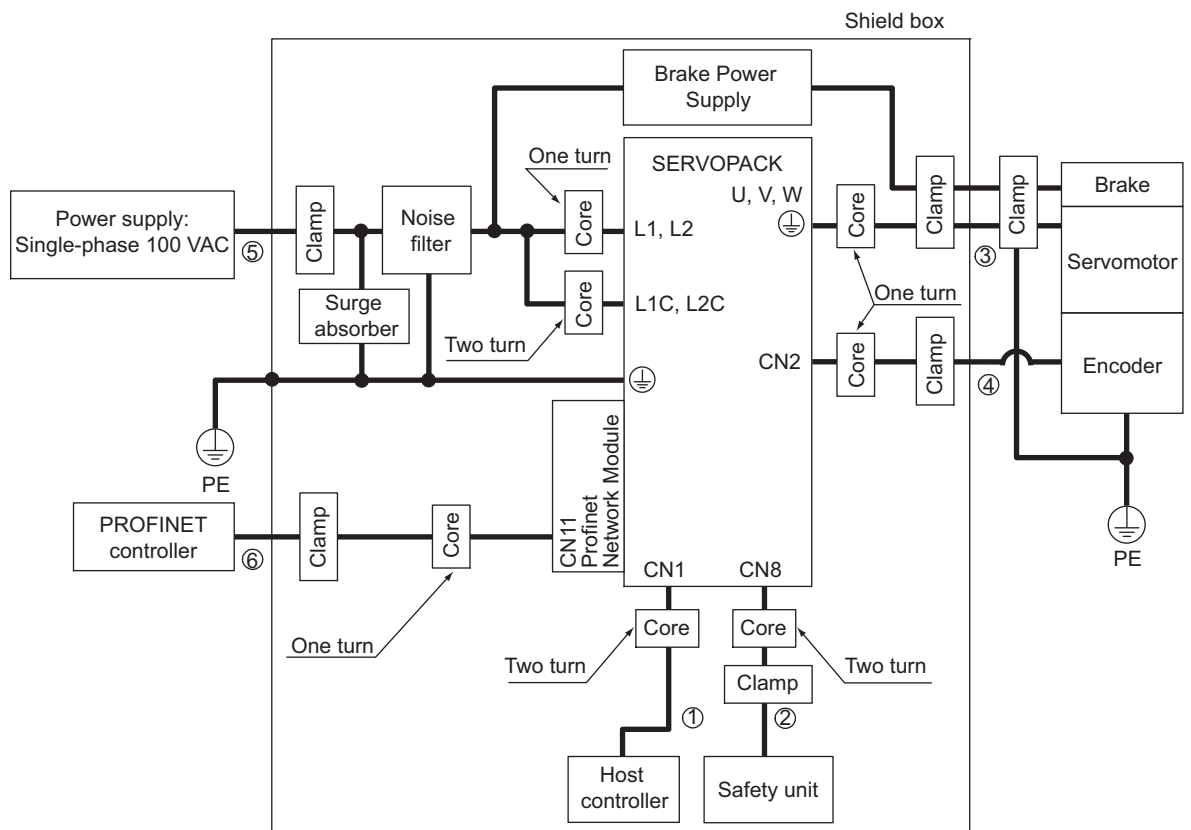 Shield box
Brake Power
Supply
One turn
SERVOPACK
U, V, W
Power supply:
Single-phase 100 VAC
⑤
Clamp
Noise
filter
Core
L1, L2
Core
Clamp
Clamp
Brake
③
Servomotor
Surge
absorber
Core
L1C, L2C
Two turn
One turn
CN2
Core
Clamp
④
Encoder
PE
CN11
Profinet
Network Module
PROFINET
controller
⑥
Clamp
Core
PE
One turn
CN1
CN8
Core
Core
Two turn
Two turn
Clamp
①
②
Host
controller
Safety unit